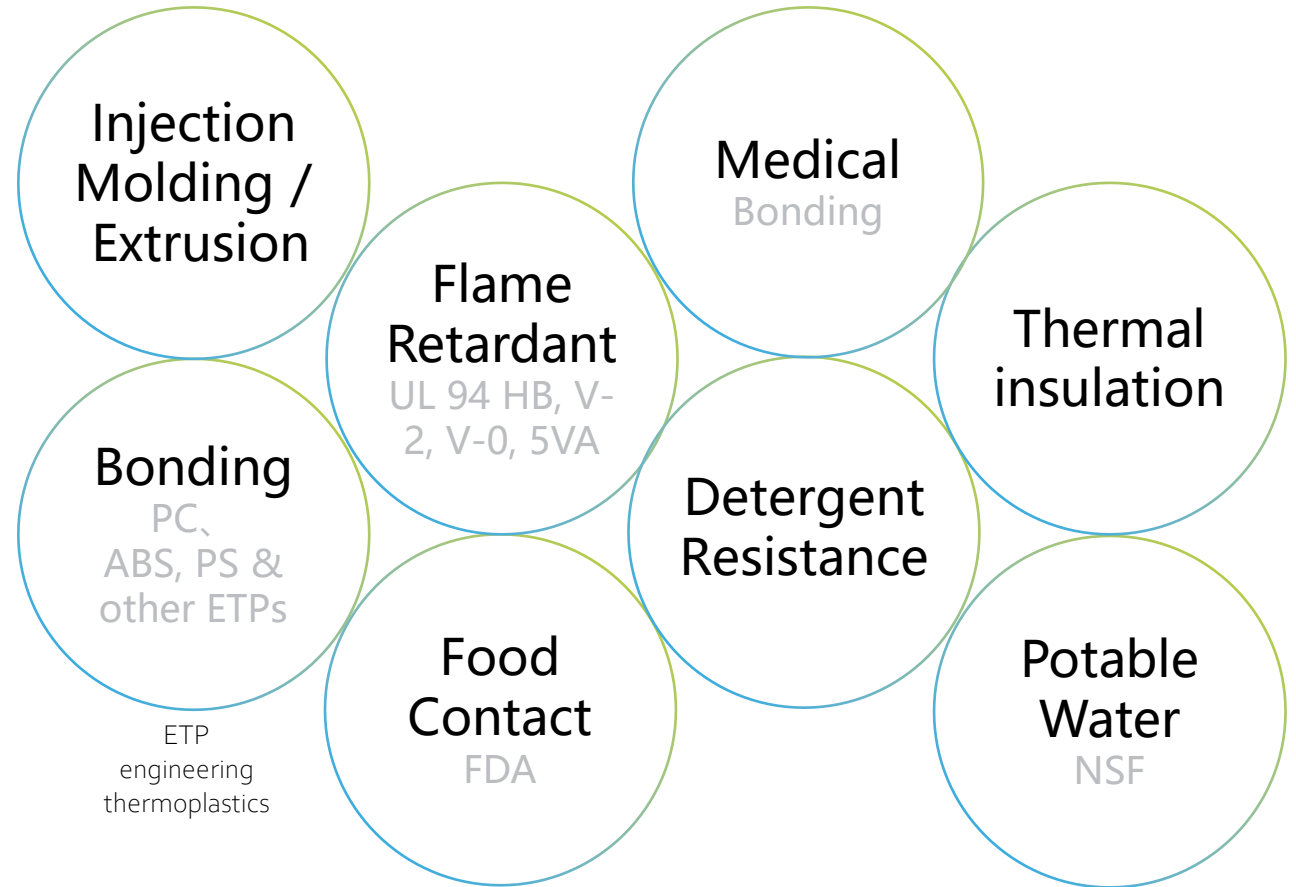 Injection
Molding /
Extrusion
Medical
Bonding
Flame
Retardant
UL 94 HB, V-
2, V-0, 5VA
Thermal
insulation
Bonding
PC、
ABS, PS &
other ETPs
Detergent
Resistance
Food
Contact
FDA
Potable
Water
NSF
ETP
engineering
thermoplastics